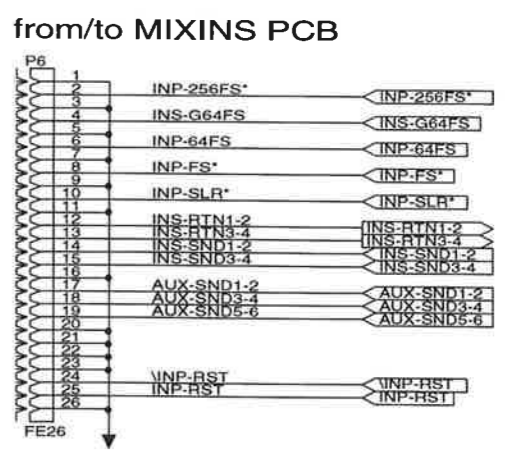 from/to MIXINS PCB
P6
1
2 INP-256FS* INP-256FS*
3
4 INS-G64FS INS-G64FS
5
6 INP-64FS INP-64FS
7
8 INP-FS* INP-FS*
9
10 INP-SLR* INP-SLR*
11
12 INS-RTN1-2 INS-RTN1-2
13 INS-RTN3-4 INS-RTN3-4
14 INS-SND1-2 INS-SND1-2
15 INS-SND3-4 INS-SND3-4
16
17 AUX-SND1-2 AUX-SND1-2
18 AUX-SND3-4 AUX-SND3-4
19 AUX-SND5-6 AUX-SND5-6
20
21
22
23
24 \INP-RST \INP-RST
25 INP-RST INP-RST
26
FE26